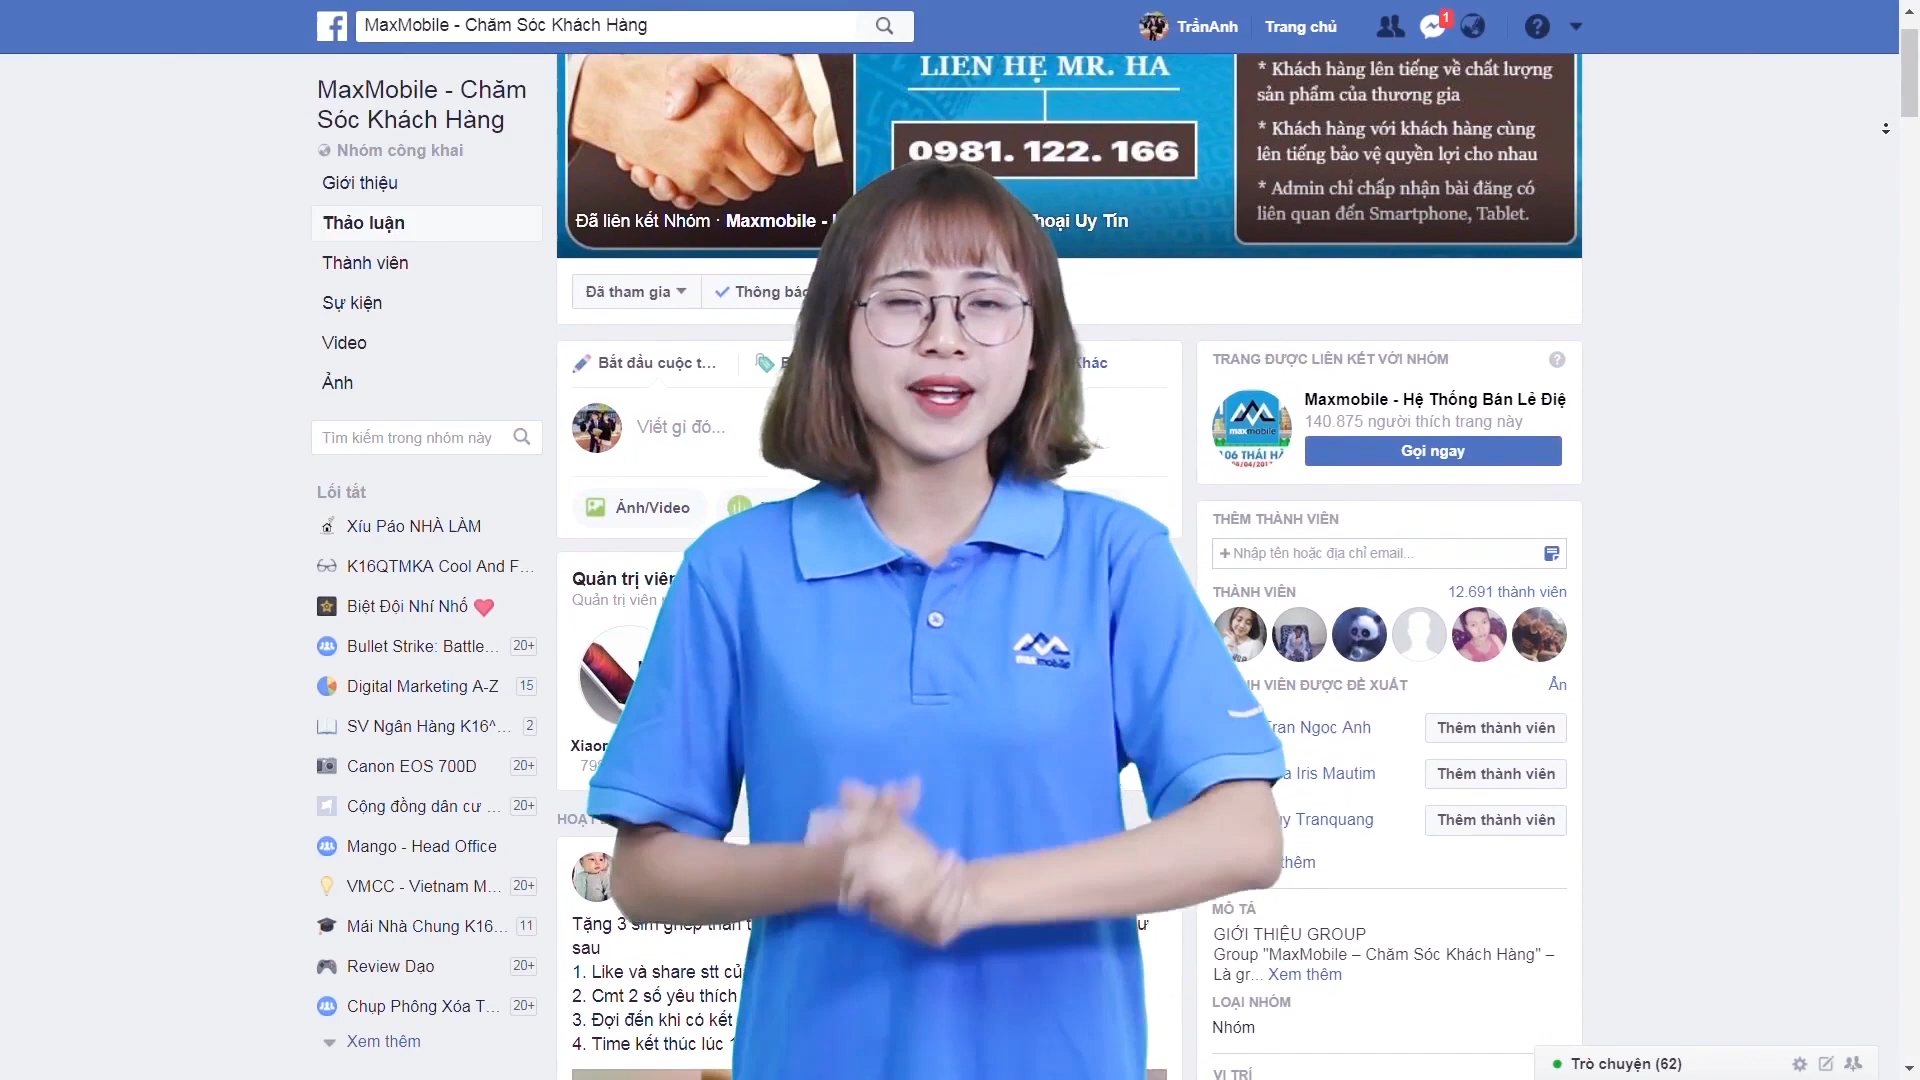 MaxMobile - Chăm Sóc Khách Hàng
TrầnAnh
Trang chủ
1
MaxMobile - Chăm
Sóc Khách Hàng
Nhóm công khai
Giới thiệu
Thảo luận
Thành viên
Sự kiện
Video
Ảnh
Tìm kiếm trong nhóm này
Lối tắt
Xíu Páo NHÀ LÀM
K16QTMKA Cool And F...
Biệt Đội Nhí Nhố
Bullet Strike: Battle... 20+
Digital Marketing A-Z 15
SV Ngân Hàng K16^... 2
Canon EOS 700D 20+
Cộng đồng dân cư ... 20+
Mango - Head Office
VMCC - Vietnam M... 20+
Mái Nhà Chung K16... 11
Review Dạo 20+
Chụp Phông Xóa T... 20+
Xem thêm
LIÊN HỆ MR. HÀ
0981. 122. 166
* Khách hàng lên tiếng về chất lượng
sản phẩm của thương gia
* Khách hàng với khách hàng cùng
lên tiếng bảo vệ quyền lợi cho nhau
* Admin chỉ chấp nhận bài đăng có
liên quan đến Smartphone, Tablet.
Đã liên kết Nhóm · Maxmobile - hoại Uy Tín
Đã tham gia
Thông báo
Bắt đầu cuộc t...
Khác
Viết gì đó...
Ảnh/Video
Quản trị viên
Quản trị viên
Tặng 3 sim ghép thần
sau
1. Like và share stt củ
2. Cmt 2 số yêu thích
3. Đợi đến khi có kết
4. Time kết thúc lúc
maxmobile
TRANG ĐƯỢC LIÊN KẾT VỚI NHÓM
maxmobile
106 THÁI HÀ
Maxmobile - Hệ Thống Bán Lẻ Điệ
140.875 người thích trang này
Gọi ngay
THÊM THÀNH VIÊN
+ Nhập tên hoặc địa chỉ email...
THÀNH VIÊN
12.691 thành viên
H VIÊN ĐƯỢC ĐỀ XUẤT
Ẩn
Tran Ngoc Anh
Thêm thành viên
a Iris Mautim
Thêm thành viên
uy Tranquang
Thêm thành viên
thêm
MÔ TẢ
GIỚI THIỆU GROUP
Group "MaxMobile – Chăm Sóc Khách Hàng" –
Là gr... Xem thêm
LOẠI NHÓM
Nhóm
VỊ TRÍ
Trò chuyện (62)